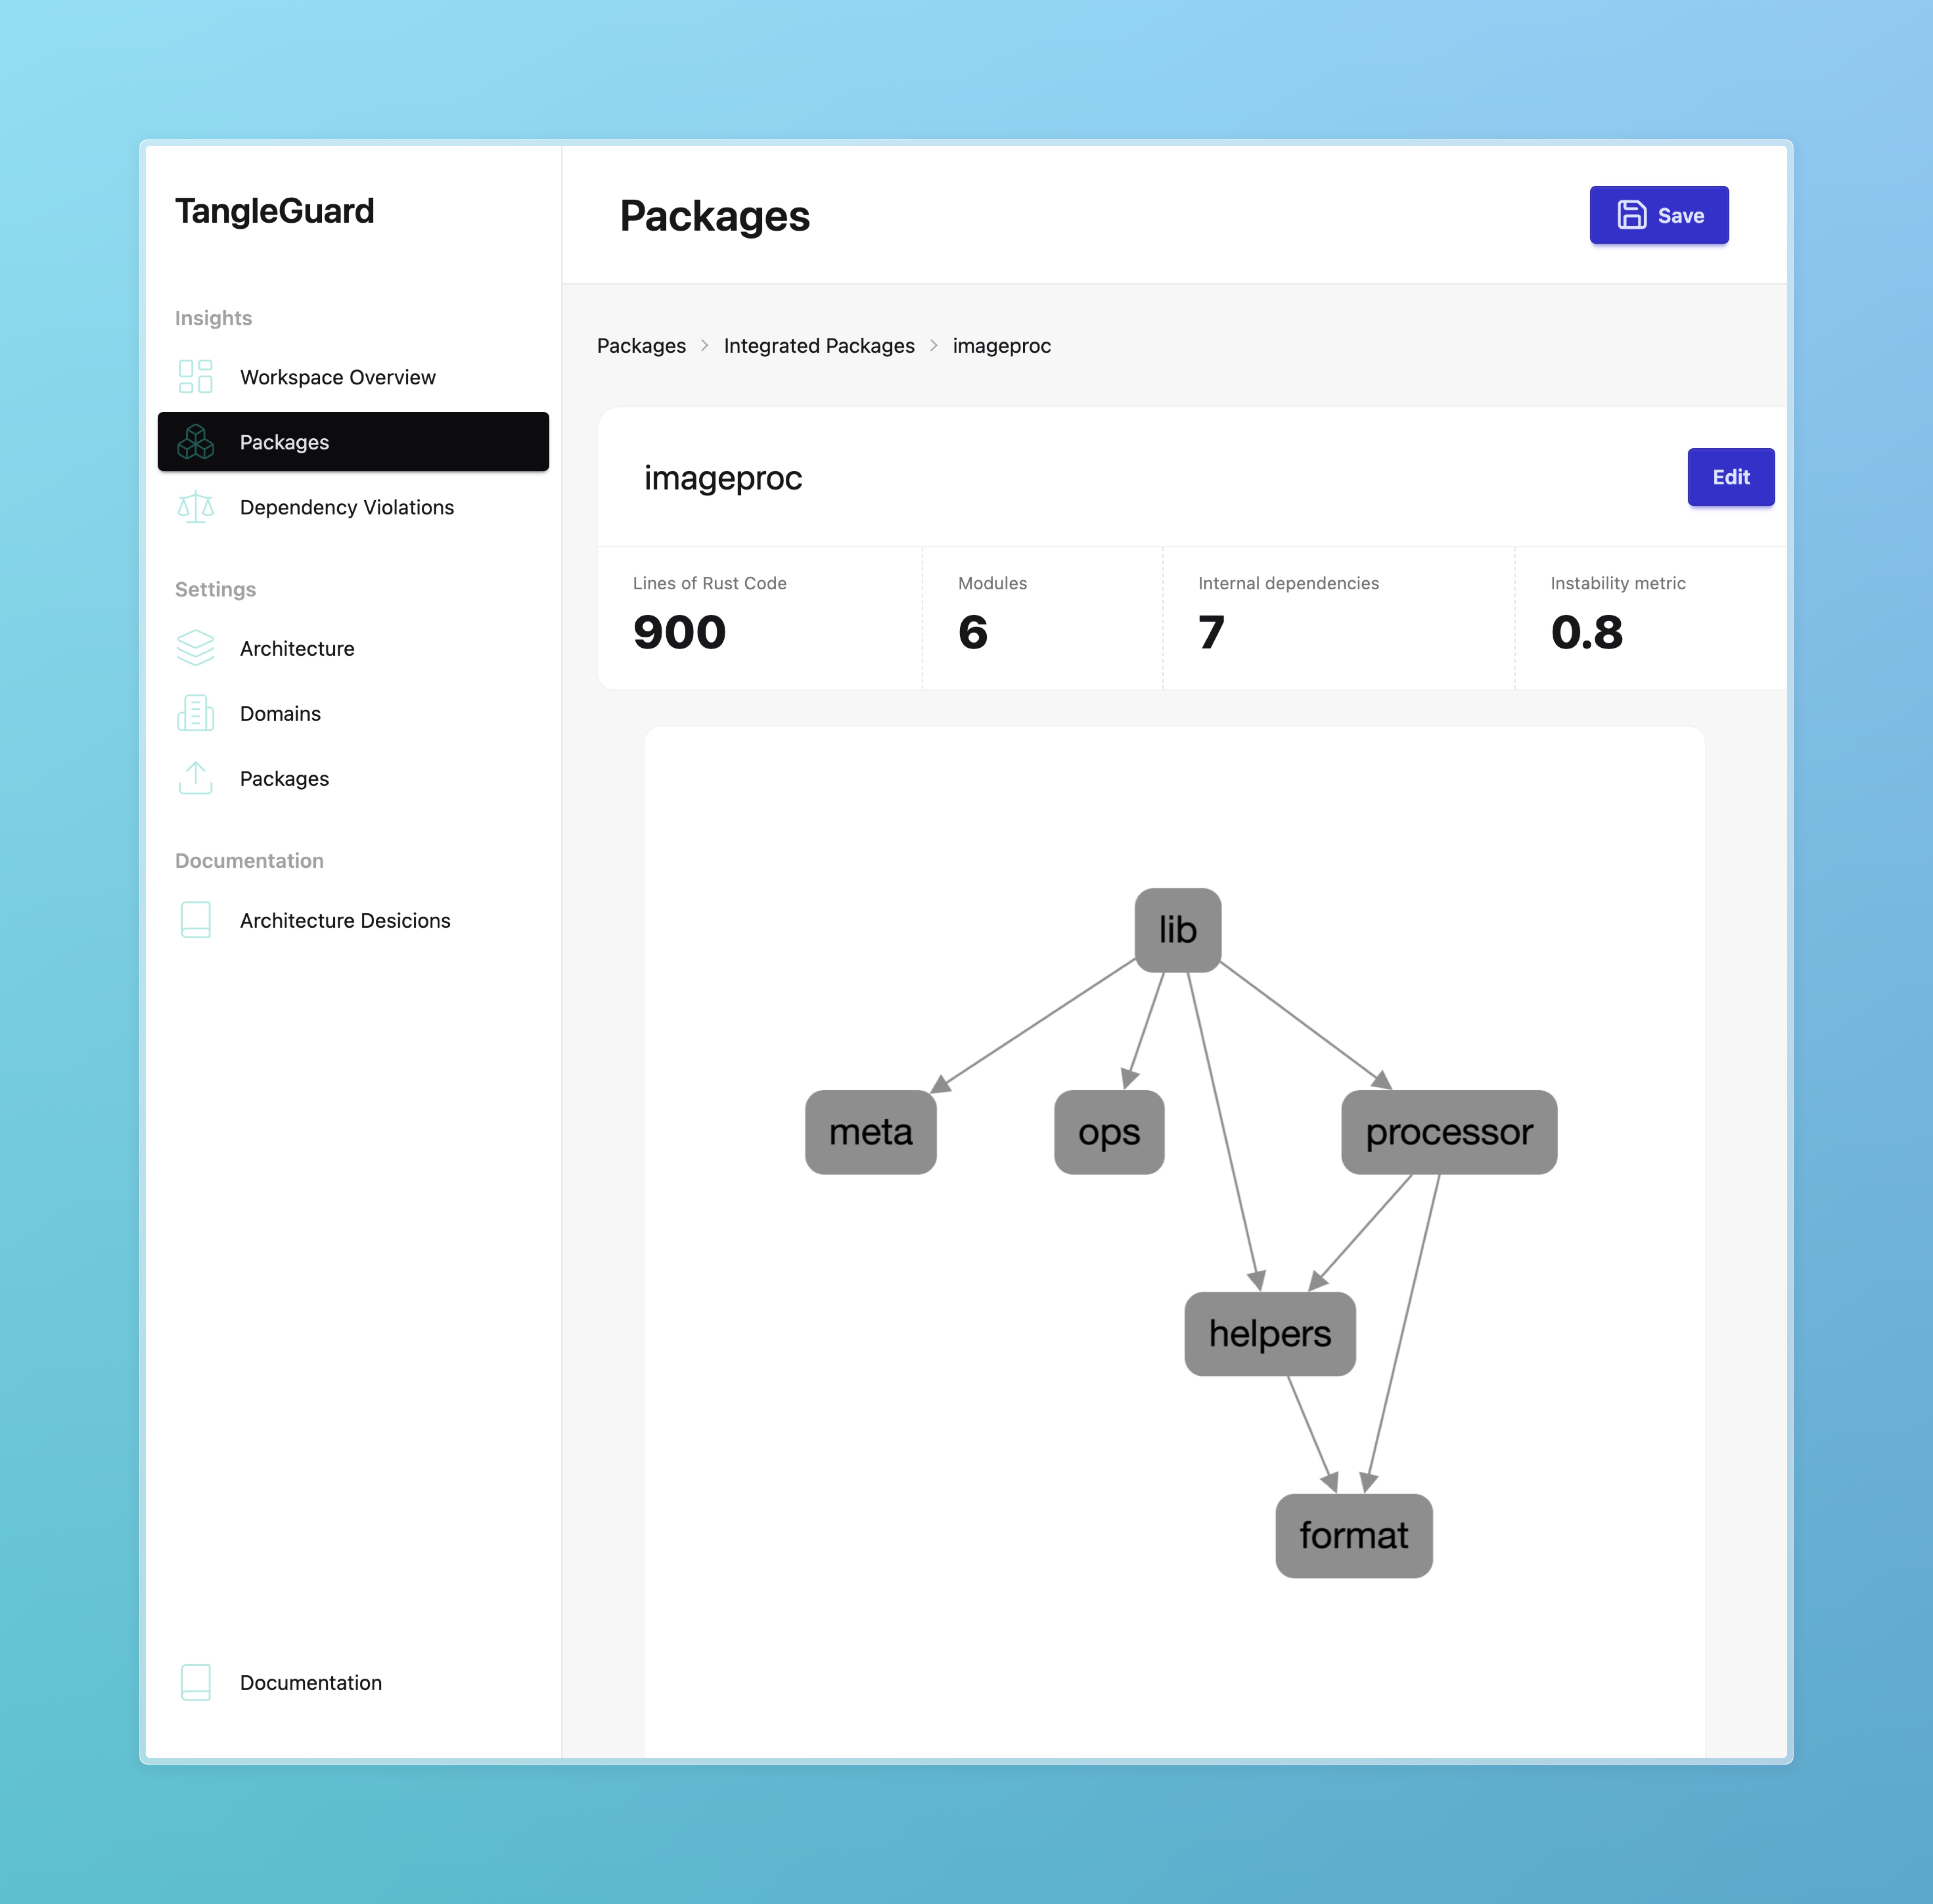 TangleGuard
Insights
Workspace Overview
Packages
Dependency Violations
Settings
Architecture
Domains
Packages
Documentation
Architecture Desicions
Documentation
Packages
Save
Packages > Integrated Packages > imageproc
imageproc
Edit
Lines of Rust Code
900
Modules
6
Internal dependencies
7
Instability metric
0.8
lib
meta
ops
processor
helpers
format